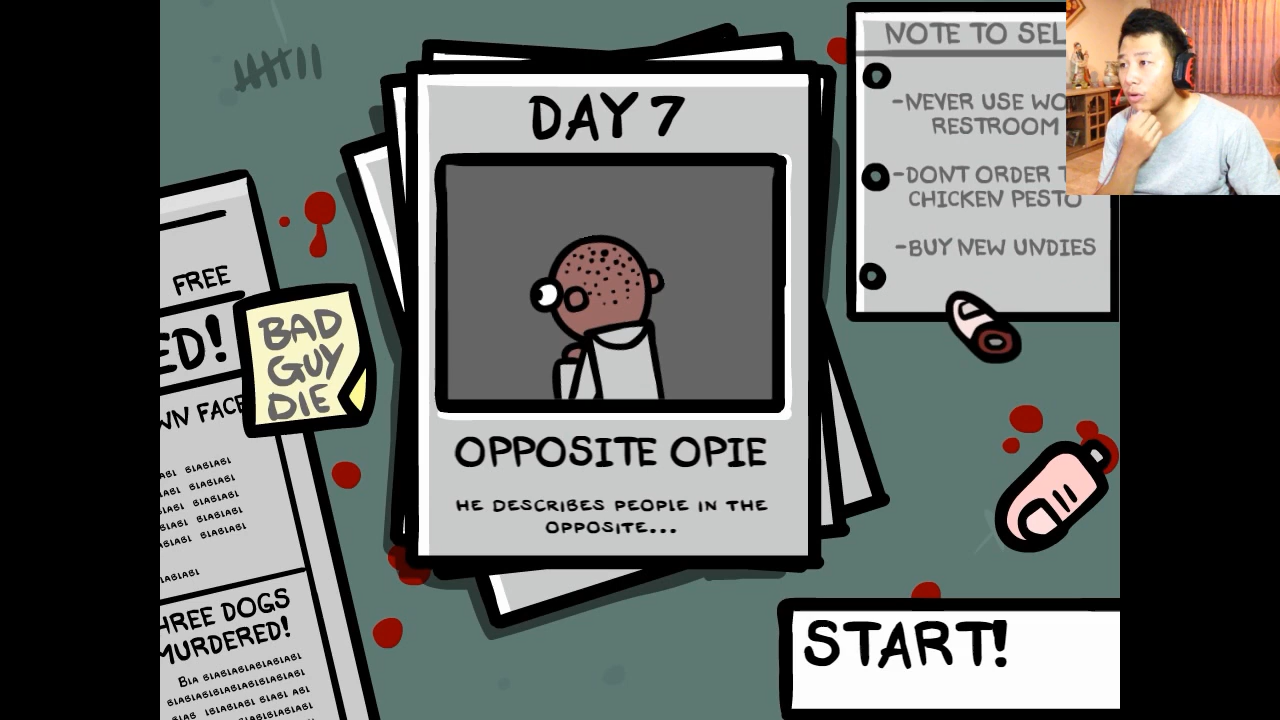 DAY 7
OPPOSITE OPIE
HE DESCRIBES PEOPLE IN THE
OPPOSITE...
NOTE TO SEL
-NEVER USE WO
RESTROOM
-DONT ORDER T
CHICKEN PESTO
-BUY NEW UNDIES
FREE
ED!
WN FACE
BAD
GUY
DIE
HREE DOGS
MURDERED!
START!